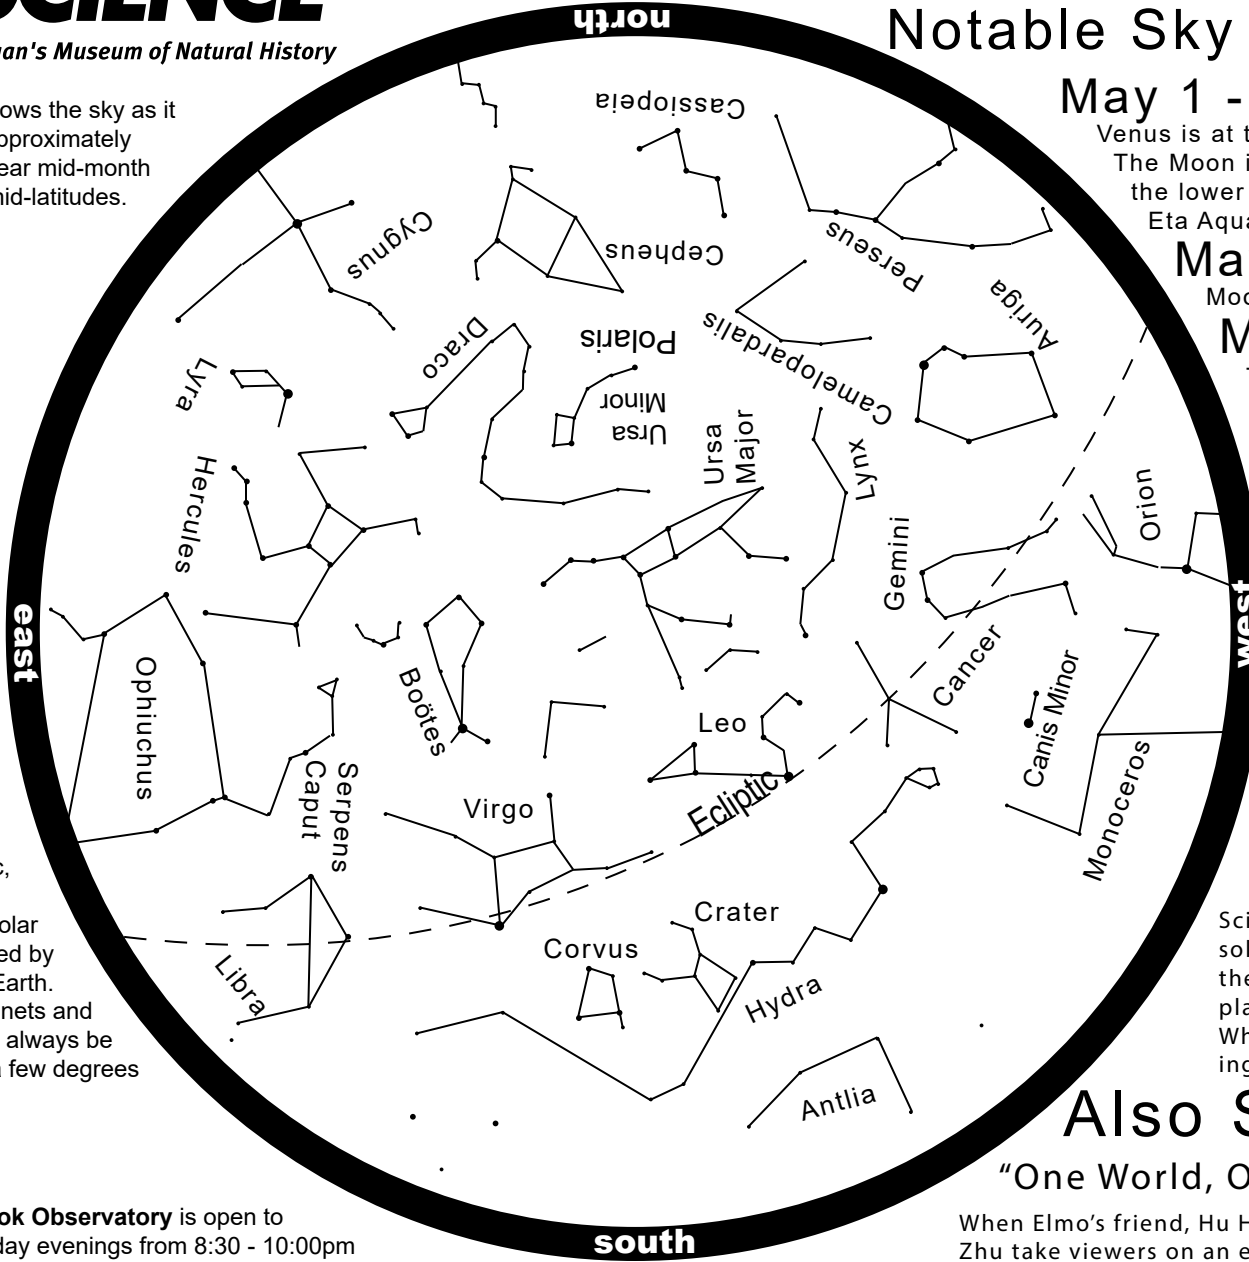 SCIENCE
an's Museum of Natural History
ows the sky as it
pproximately
ear mid-month
nid-latitudes.
Notable Sky
May 1 -
Venus is at t
The Moon i
the lower
Eta Aqua
Ma
Moo
M
north
Cassiopeia
Cygnus
Cepheus
Perseus
Auriga
Draco
Polaris
Camelopardalis
Lyra
Ursa
Minor
Ursa
Major
Lynx
Hercules
Gemini
Orion
east
west
Ophiuchus
Boötes
Leo
Cancer
Canis Minor
Monoceros
Serpens
Caput
Virgo
Ecliptic
Crater
Corvus
Libra
Hydra
Antlia
south
c,
olar
ed by
Earth.
nets and
always be
a few degrees
ok Observatory is open to
day evenings from 8:30 - 10:00pm
Sci
sol
the
pla
Wh
ing
Also S
“One World, O
When Elmo’s friend, Hu H
Zhu take viewers on an e